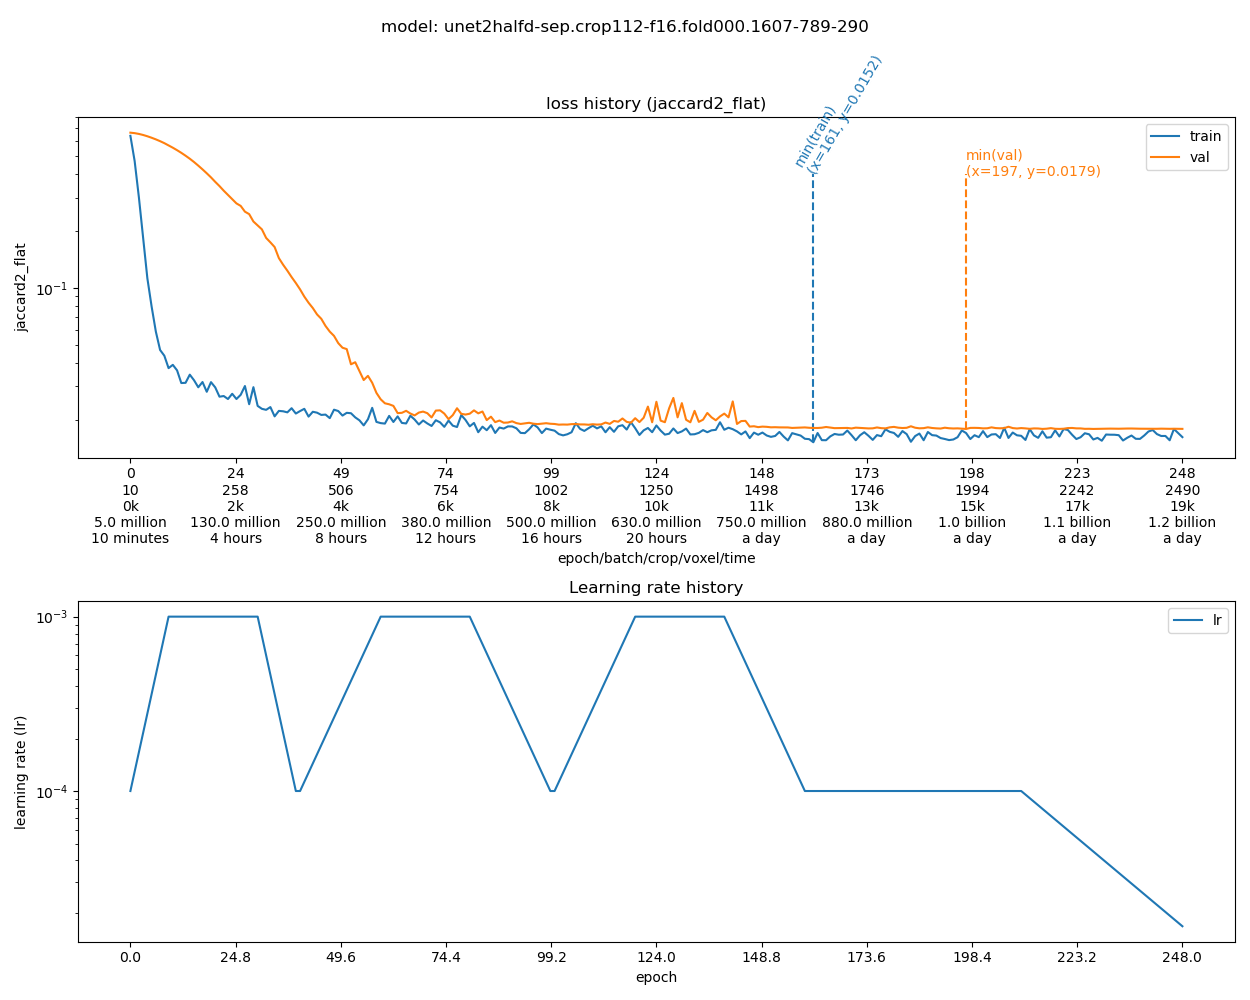 model: unet2halfd-sep.crop112-f16.fold000.1607-789-290
loss history (jaccard2_flat)
min(train)
(x=161, y=0.0152)
min(val)
(x=197, y=0.0179)
train
val
jaccard2_flat
10⁻¹
0 24 49 74 99 124 148 173 198 223 248
10 258 506 754 1002 1250 1498 1746 1994 2242 2490
0k 2k 4k 6k 8k 10k 11k 13k 15k 17k 19k
5.0 million 130.0 million 250.0 million 380.0 million 500.0 million 630.0 million 750.0 million 880.0 million 1.0 billion 1.1 billion 1.2 billion
10 minutes 4 hours 8 hours 12 hours 16 hours 20 hours a day a day a day a day a day
epoch/batch/crop/voxel/time
Learning rate history
lr
learning rate (lr)
10⁻³
10⁻⁴
0.0 24.8 49.6 74.4 99.2 124.0 148.8 173.6 198.4 223.2 248.0
epoch